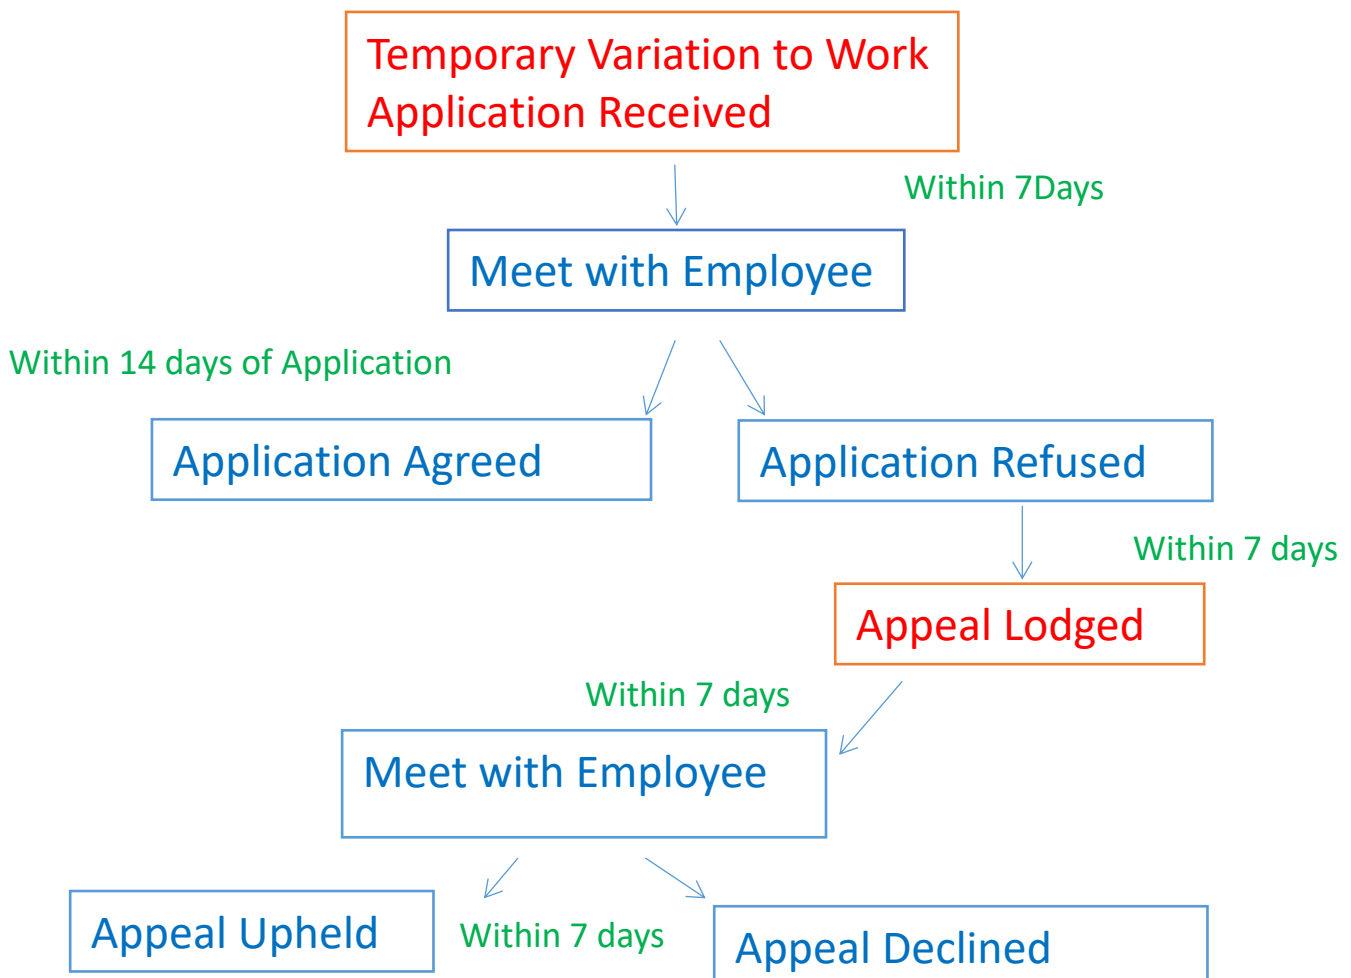 Temporary Variation to Work
Application Received
Within 7Days
Meet with Employee
Within 14 days of Application
Application Agreed
Application Refused
Within 7 days
Appeal Lodged
Within 7 days
Meet with Employee
Appeal Upheld
Within 7 days
Appeal Declined